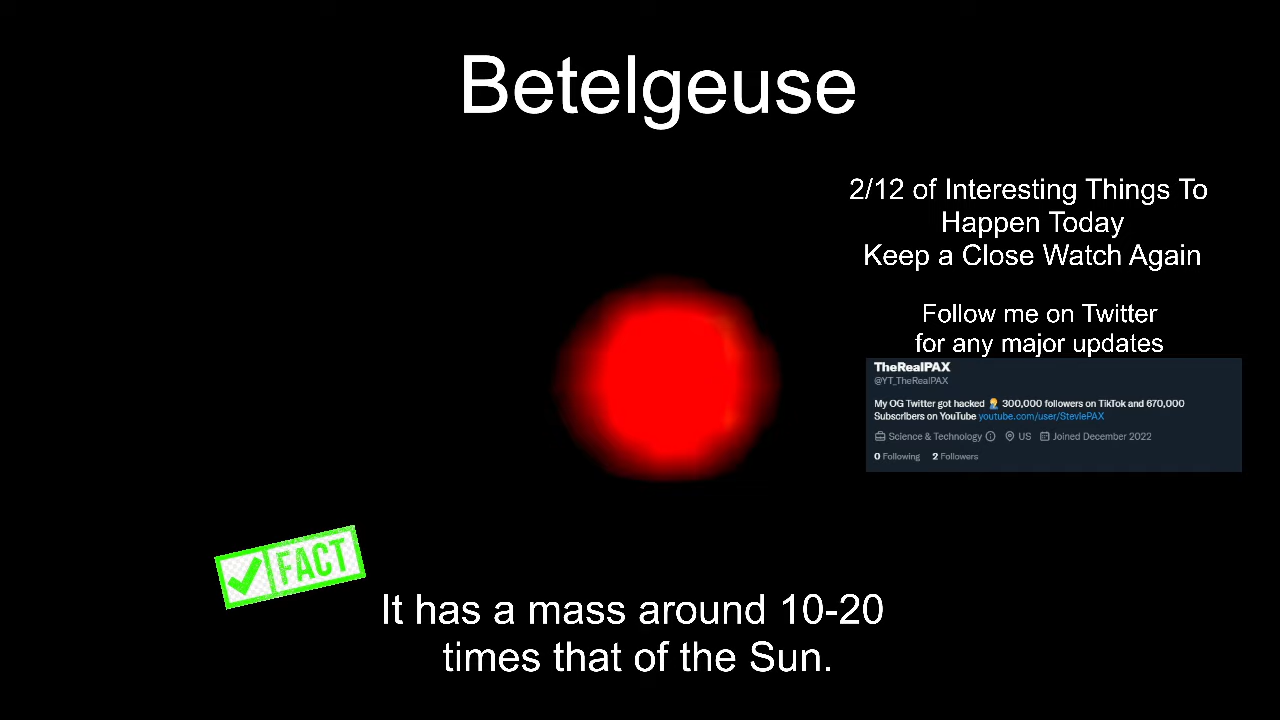 Betelgeuse
2/12 of Interesting Things To
Happen Today
Keep a Close Watch Again
Follow me on Twitter
for any major updates
TheRealPAX
@YT_TheRealPAX
My OG Twitter got hacked 🤦 300,000 followers on TikTok and 670,000
Subscribers on YouTube youtube.com/user/SteviePAX
Science & Technology US Joined December 2022
0 Following 2 Followers
FACT
It has a mass around 10-20
times that of the Sun.